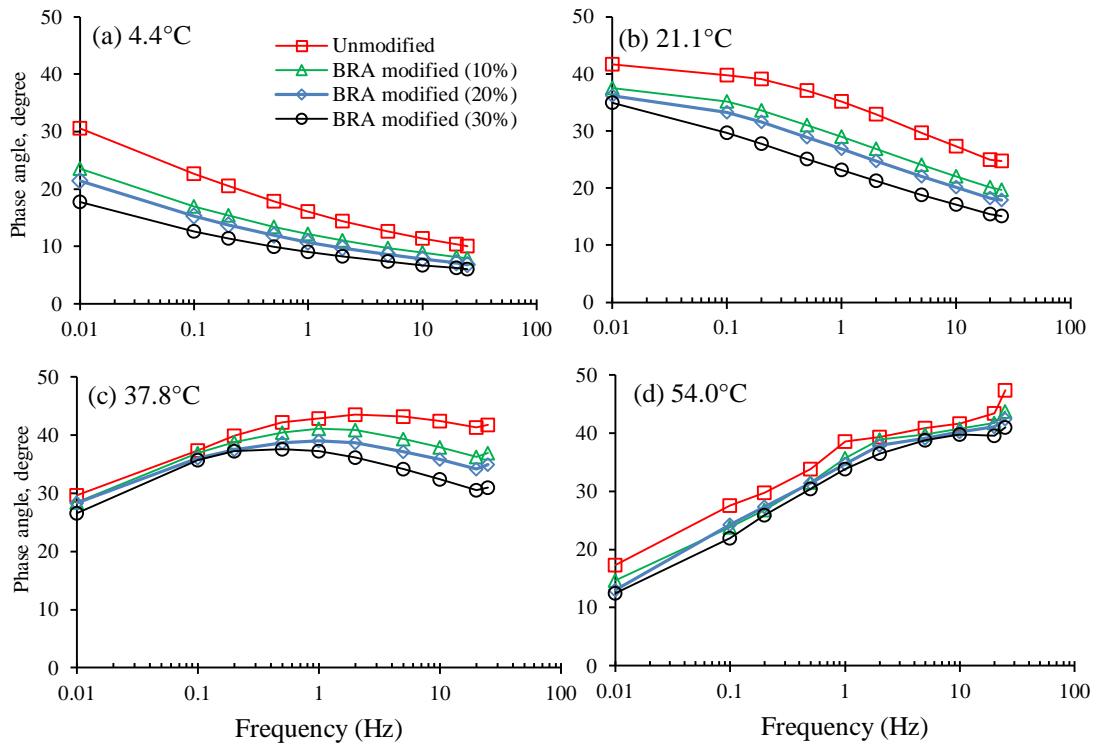 (a) 4.4°C
Unmodified
BRA modified (10%)
BRA modified (20%)
BRA modified (30%)
Phase angle, degree
50
40
30
20
10
0
0.01 0.1 1 10 100
(b) 21.1°C
50
40
30
20
10
0
0.01 0.1 1 10 100
(c) 37.8°C
Phase angle, degree
50
40
30
20
10
0
0.01 0.1 1 10 100
Frequency (Hz)
(d) 54.0°C
50
40
30
20
10
0
0.01 0.1 1 10 100
Frequency (Hz)